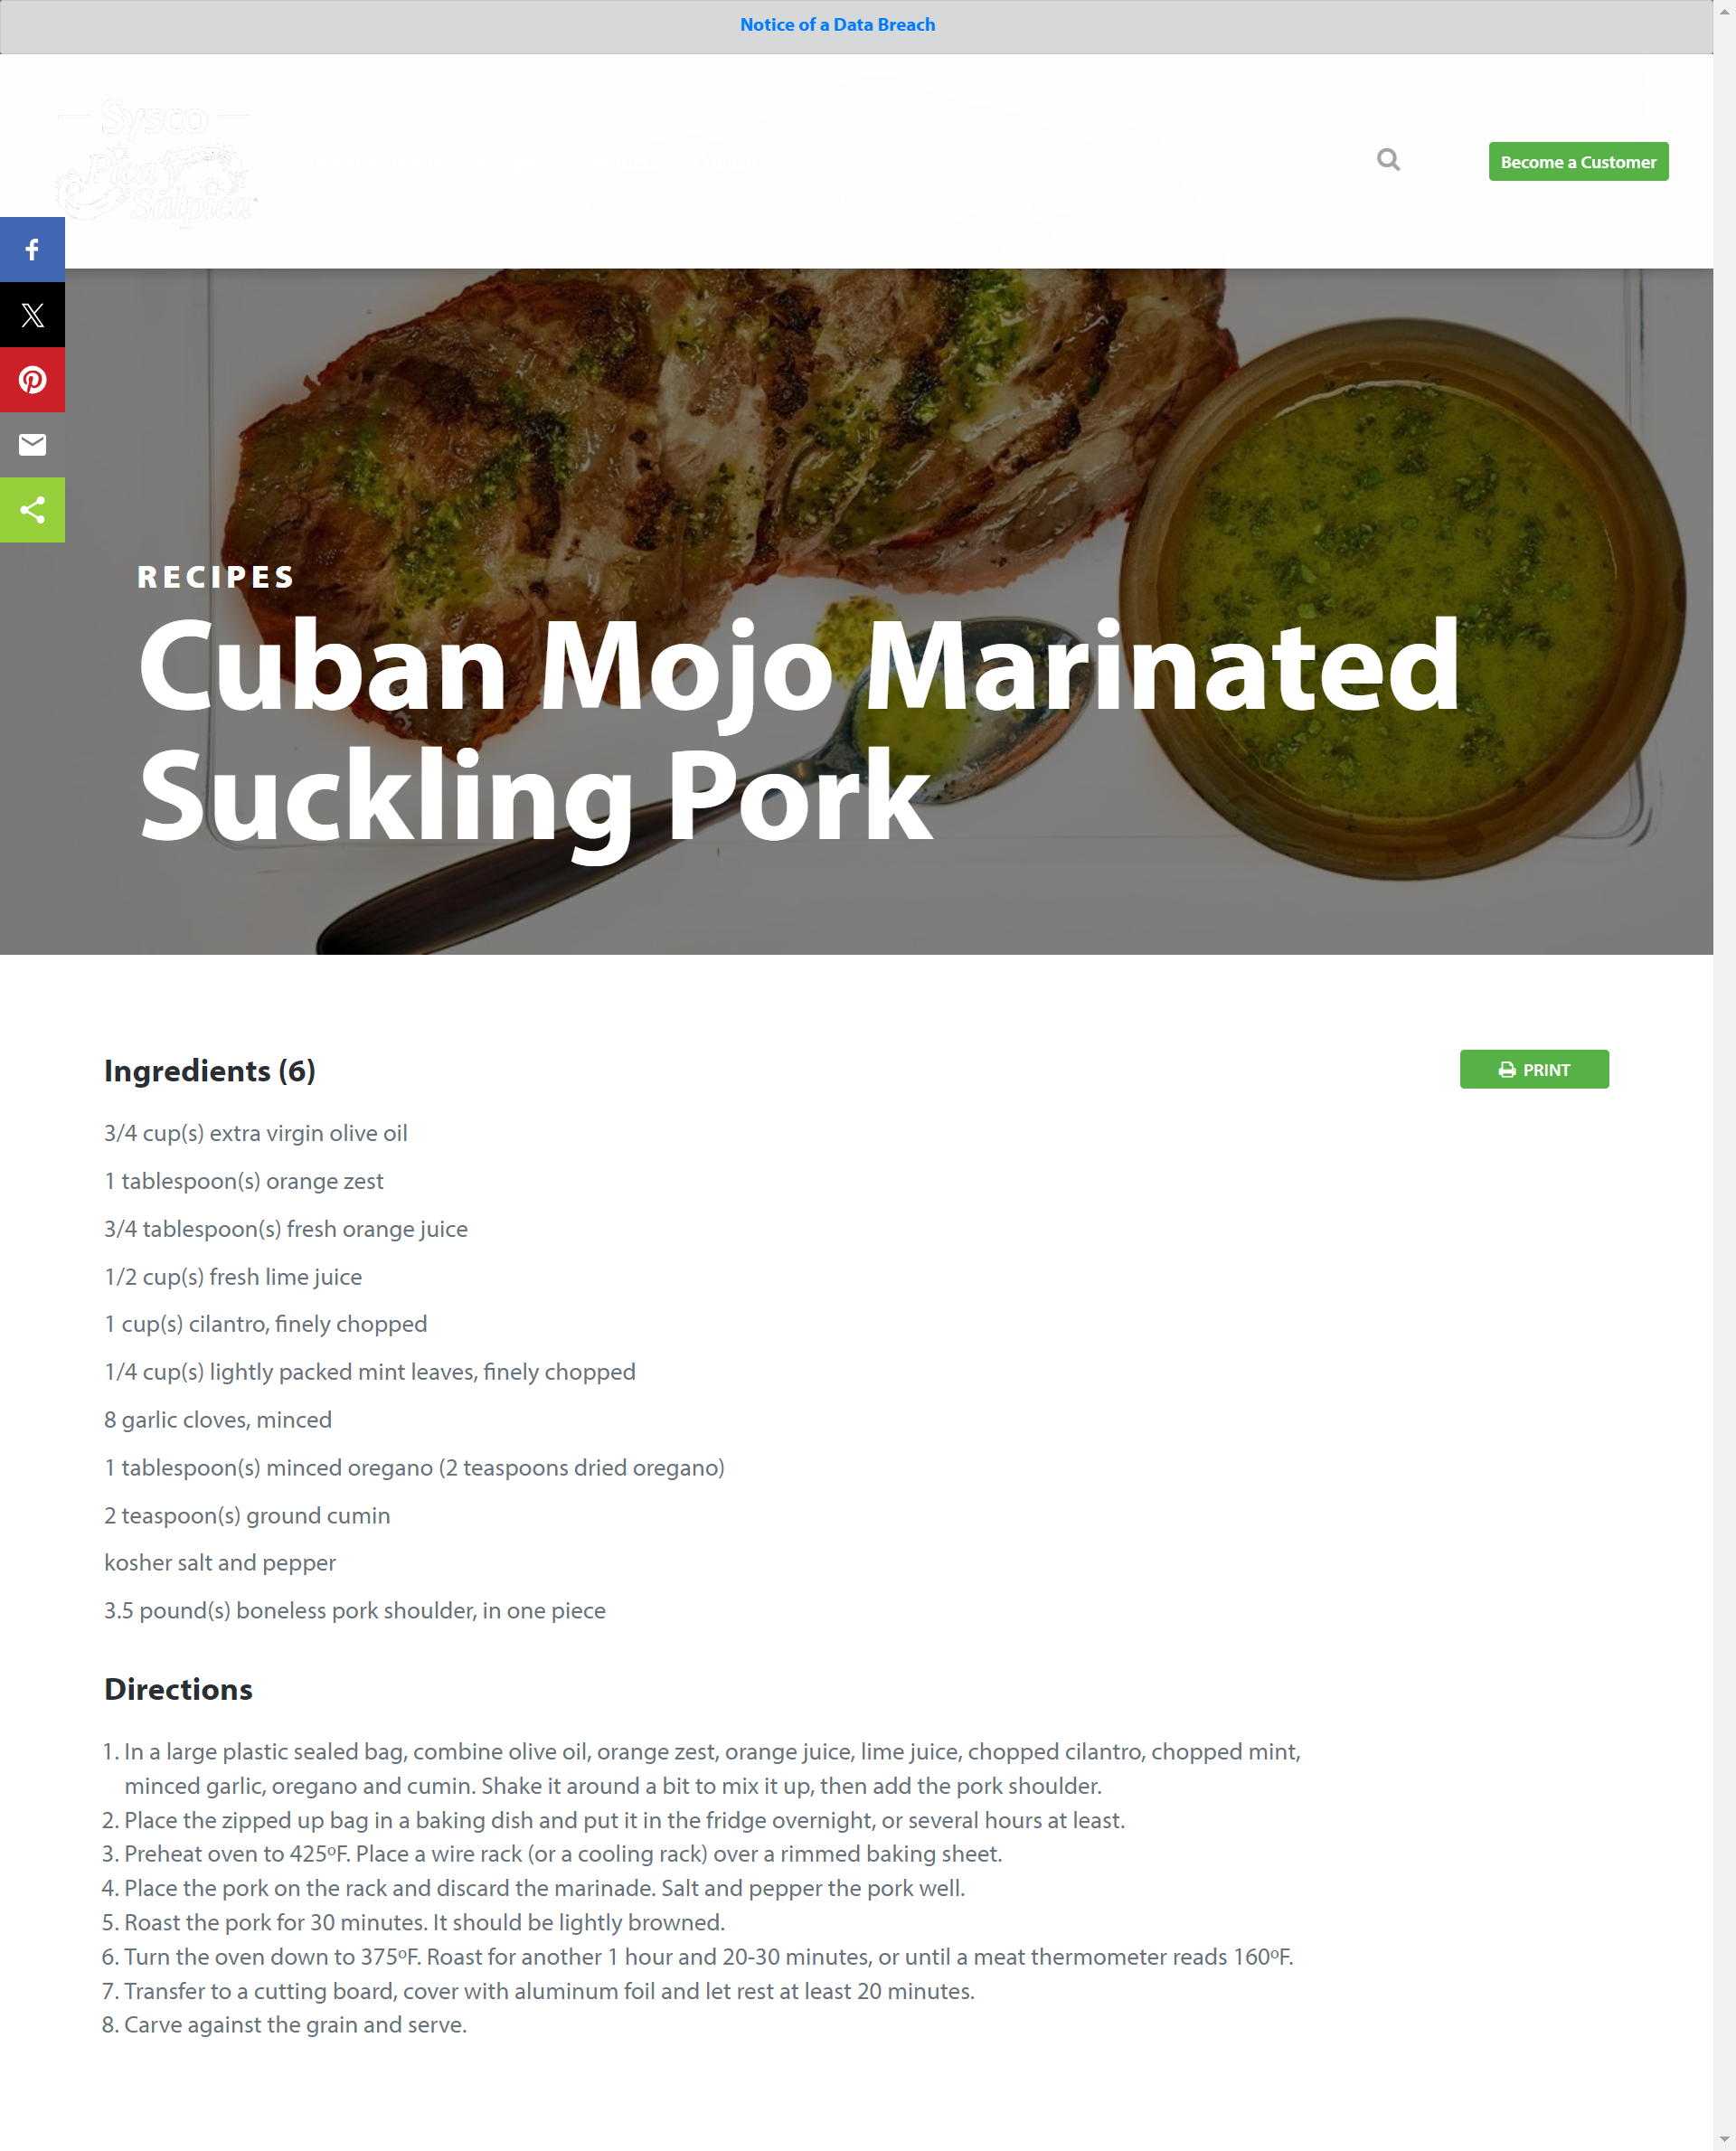 Notice of a Data Breach
Sysco
Pica y
Salpica
Become a Customer
RECIPES
Cuban Mojo Marinated
Suckling Pork
Ingredients (6)
PRINT
3/4 cup(s) extra virgin olive oil
1 tablespoon(s) orange zest
3/4 tablespoon(s) fresh orange juice
1/2 cup(s) fresh lime juice
1 cup(s) cilantro, finely chopped
1/4 cup(s) lightly packed mint leaves, finely chopped
8 garlic cloves, minced
1 tablespoon(s) minced oregano (2 teaspoons dried oregano)
2 teaspoon(s) ground cumin
kosher salt and pepper
3.5 pound(s) boneless pork shoulder, in one piece
Directions
1. In a large plastic sealed bag, combine olive oil, orange zest, orange juice, lime juice, chopped cilantro, chopped mint,
minced garlic, oregano and cumin. Shake it around a bit to mix it up, then add the pork shoulder.
2. Place the zipped up bag in a baking dish and put it in the fridge overnight, or several hours at least.
3. Preheat oven to 425ºF. Place a wire rack (or a cooling rack) over a rimmed baking sheet.
4. Place the pork on the rack and discard the marinade. Salt and pepper the pork well.
5. Roast the pork for 30 minutes. It should be lightly browned.
6. Turn the oven down to 375ºF. Roast for another 1 hour and 20-30 minutes, or until a meat thermometer reads 160ºF.
7. Transfer to a cutting board, cover with aluminum foil and let rest at least 20 minutes.
8. Carve against the grain and serve.